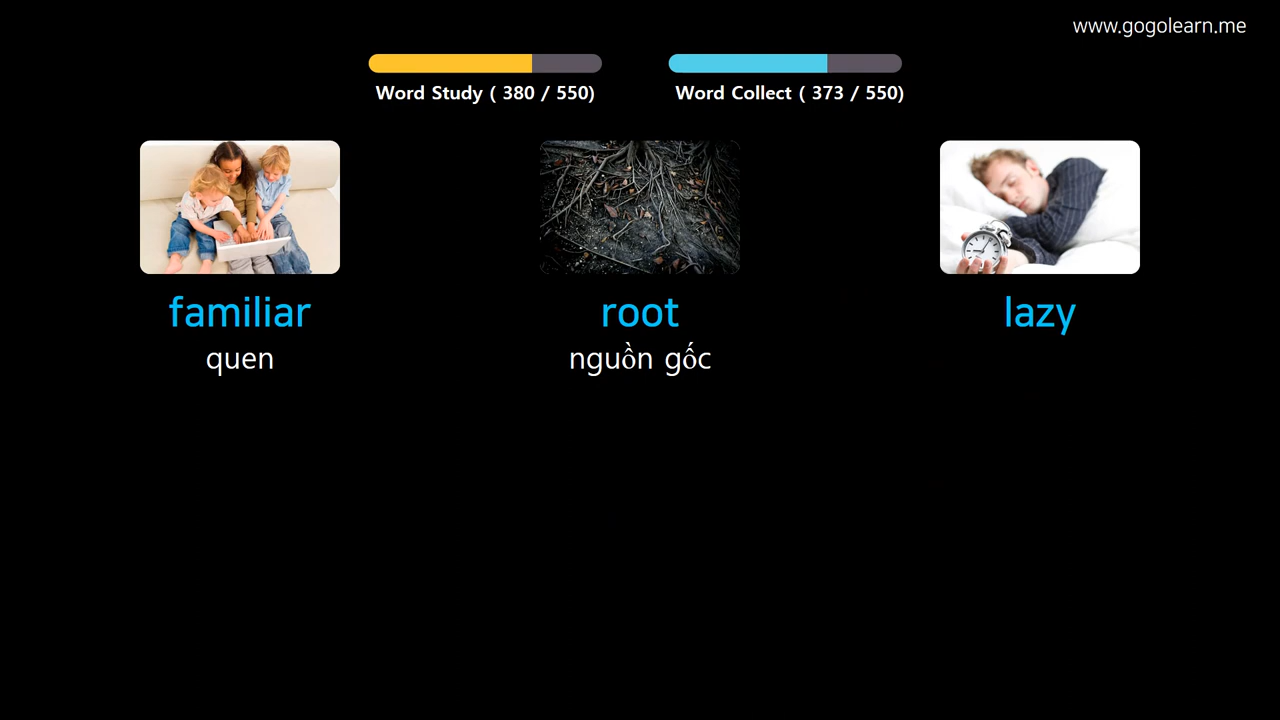 www.gogolearn.me
Word Study ( 380 / 550)
Word Collect ( 373 / 550)
familiar
root
lazy
quen
nguồn gốc